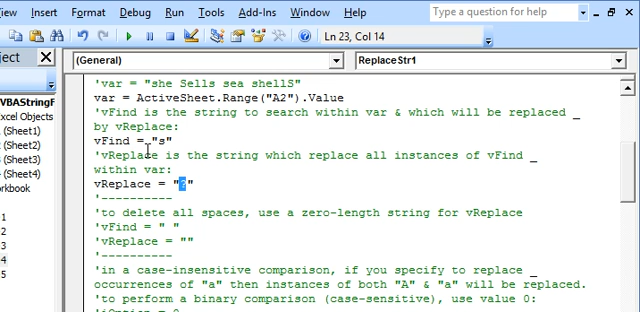 iew Insert Format Debug Run Tools Add-Ins Window Help Type a question for help
Ln 23, Col 14
ject
(General) ReplaceStr1
VBAStringF
xcel Objects
(Sheet1)
(Sheet2)
(Sheet3)
(Sheet4)
rkbook
1
2
3
4
5
'var = "she Sells sea shellS"
var = ActiveSheet.Range("A2").Value
'vFind is the string to search within var & which will be replaced _
by vReplace:
vFind = "s"
'vReplace is the string which replace all instances of vFind _
within var:
vReplace = "?"
'----------
'to delete all spaces, use a zero-length string for vReplace
'vFind = " "
'vReplace = ""
'----------
'in a case-insensitive comparison, if you specify to replace _
occurrences of "a" then instances of both "A" & "a" will be replaced.
'to perform a binary comparison (case-sensitive), use value 0:
'iOption = 0